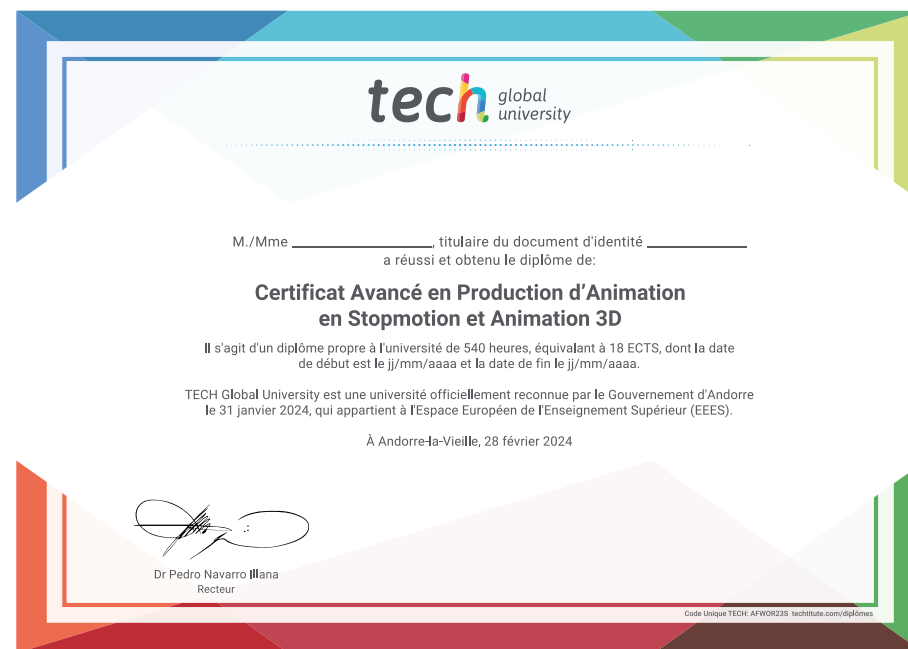 tech global university
M./Mme ____________________, titulaire du document d'identité ______________
a réussi et obtenu le diplôme de:
Certificat Avancé en Production d’Animation
en Stopmotion et Animation 3D
Il s'agit d'un diplôme propre à l'université de 540 heures, équivalant à 18 ECTS, dont la date
de début est le jj/mm/aaaa et la date de fin le jj/mm/aaaa.
TECH Global University est une université officiellement reconnue par le Gouvernement d'Andorre
le 31 janvier 2024, qui appartient à l'Espace Européen de l'Enseignement Supérieur (EEES).
À Andorre-la-Vieille, 28 février 2024
Dr Pedro Navarro Illana
Recteur
Code Unique TECH: AFWOR23S techtitute.com/diplômes